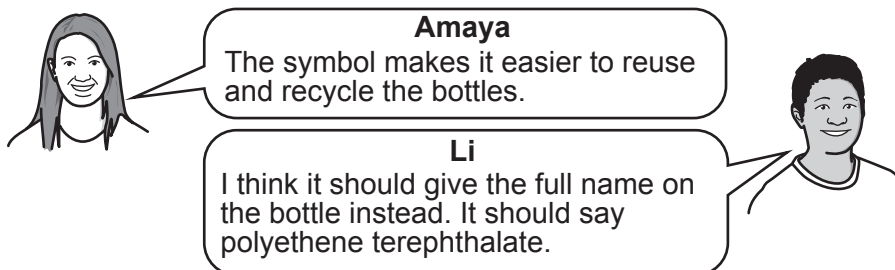 Amaya
The symbol makes it easier to reuse
and recycle the bottles.
Li
I think it should give the full name on
the bottle instead. It should say
polyethene terephthalate.